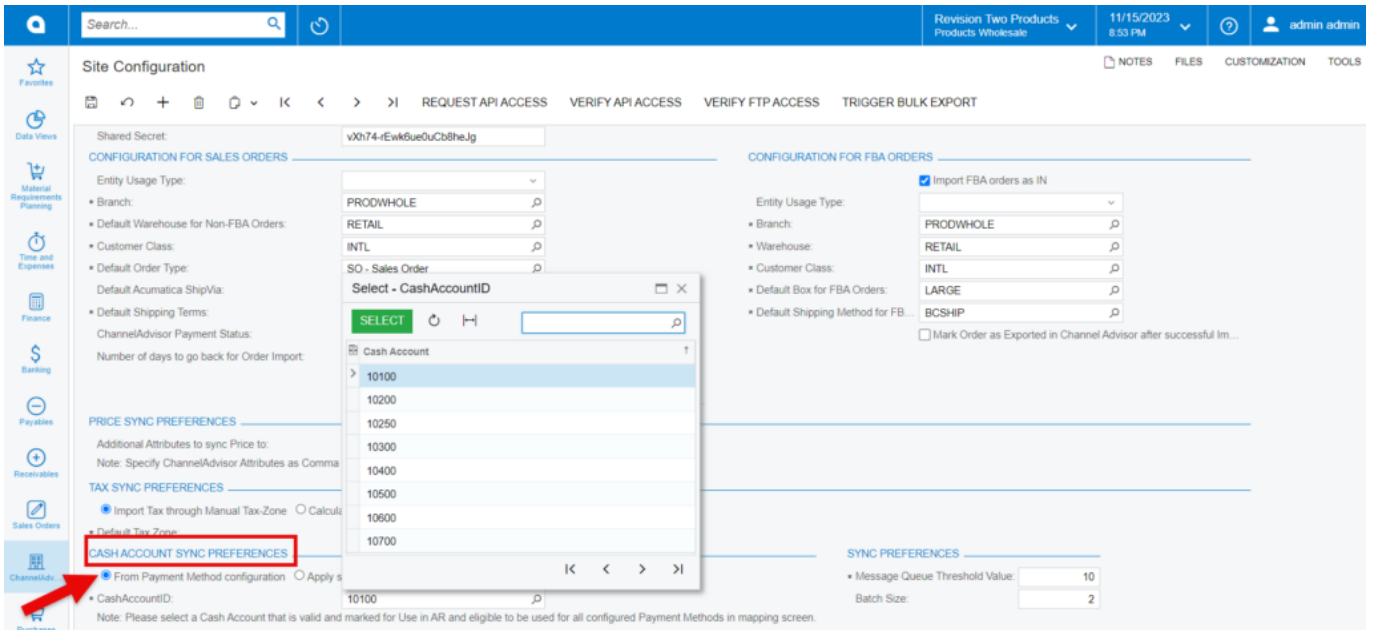 Search...
Revision Two Products
Products Wholesale
11/15/2023
8:53 PM
admin admin
Favorites
Data Views
Material
Requirements
Planning
Time and
Expenses
Finance
Banking
Payables
Receivables
Sales Orders
ChannelAdv...
Site Configuration
NOTES FILES CUSTOMIZATION TOOLS
REQUEST API ACCESS VERIFY API ACCESS VERIFY FTP ACCESS TRIGGER BULK EXPORT
Shared Secret: vXh74-rEwk6ue0uCb8heJg
CONFIGURATION FOR SALES ORDERS
Entity Usage Type:
Branch: PRODWHOLE
Default Warehouse for Non-FBA Orders: RETAIL
Customer Class: INTL
Default Order Type: SO - Sales Order
Default Acumatica ShipVia:
Default Shipping Terms:
ChannelAdvisor Payment Status:
Number of days to go back for Order Import:
CONFIGURATION FOR FBA ORDERS
Import FBA orders as IN
Entity Usage Type:
Branch: PRODWHOLE
Warehouse: RETAIL
Customer Class: INTL
Default Box for FBA Orders: LARGE
Default Shipping Method for FB... BCSHIP
Mark Order as Exported in Channel Advisor after successful Im...
Select - CashAccountID
SELECT
Cash Account
10100
10200
10250
10300
10400
10500
10600
10700
PRICE SYNC PREFERENCES
Additional Attributes to sync Price to:
Note: Specify ChannelAdvisor Attributes as Comma
TAX SYNC PREFERENCES
Import Tax through Manual Tax-Zone Calcula
Default Tax Zone:
CASH ACCOUNT SYNC PREFERENCES
From Payment Method configuration Apply s
CashAccountID: 10100
Note: Please select a Cash Account that is valid and marked for Use in AR and eligible to be used for all configured Payment Methods in mapping screen.
SYNC PREFERENCES
Message Queue Threshold Value: 10
Batch Size: 2